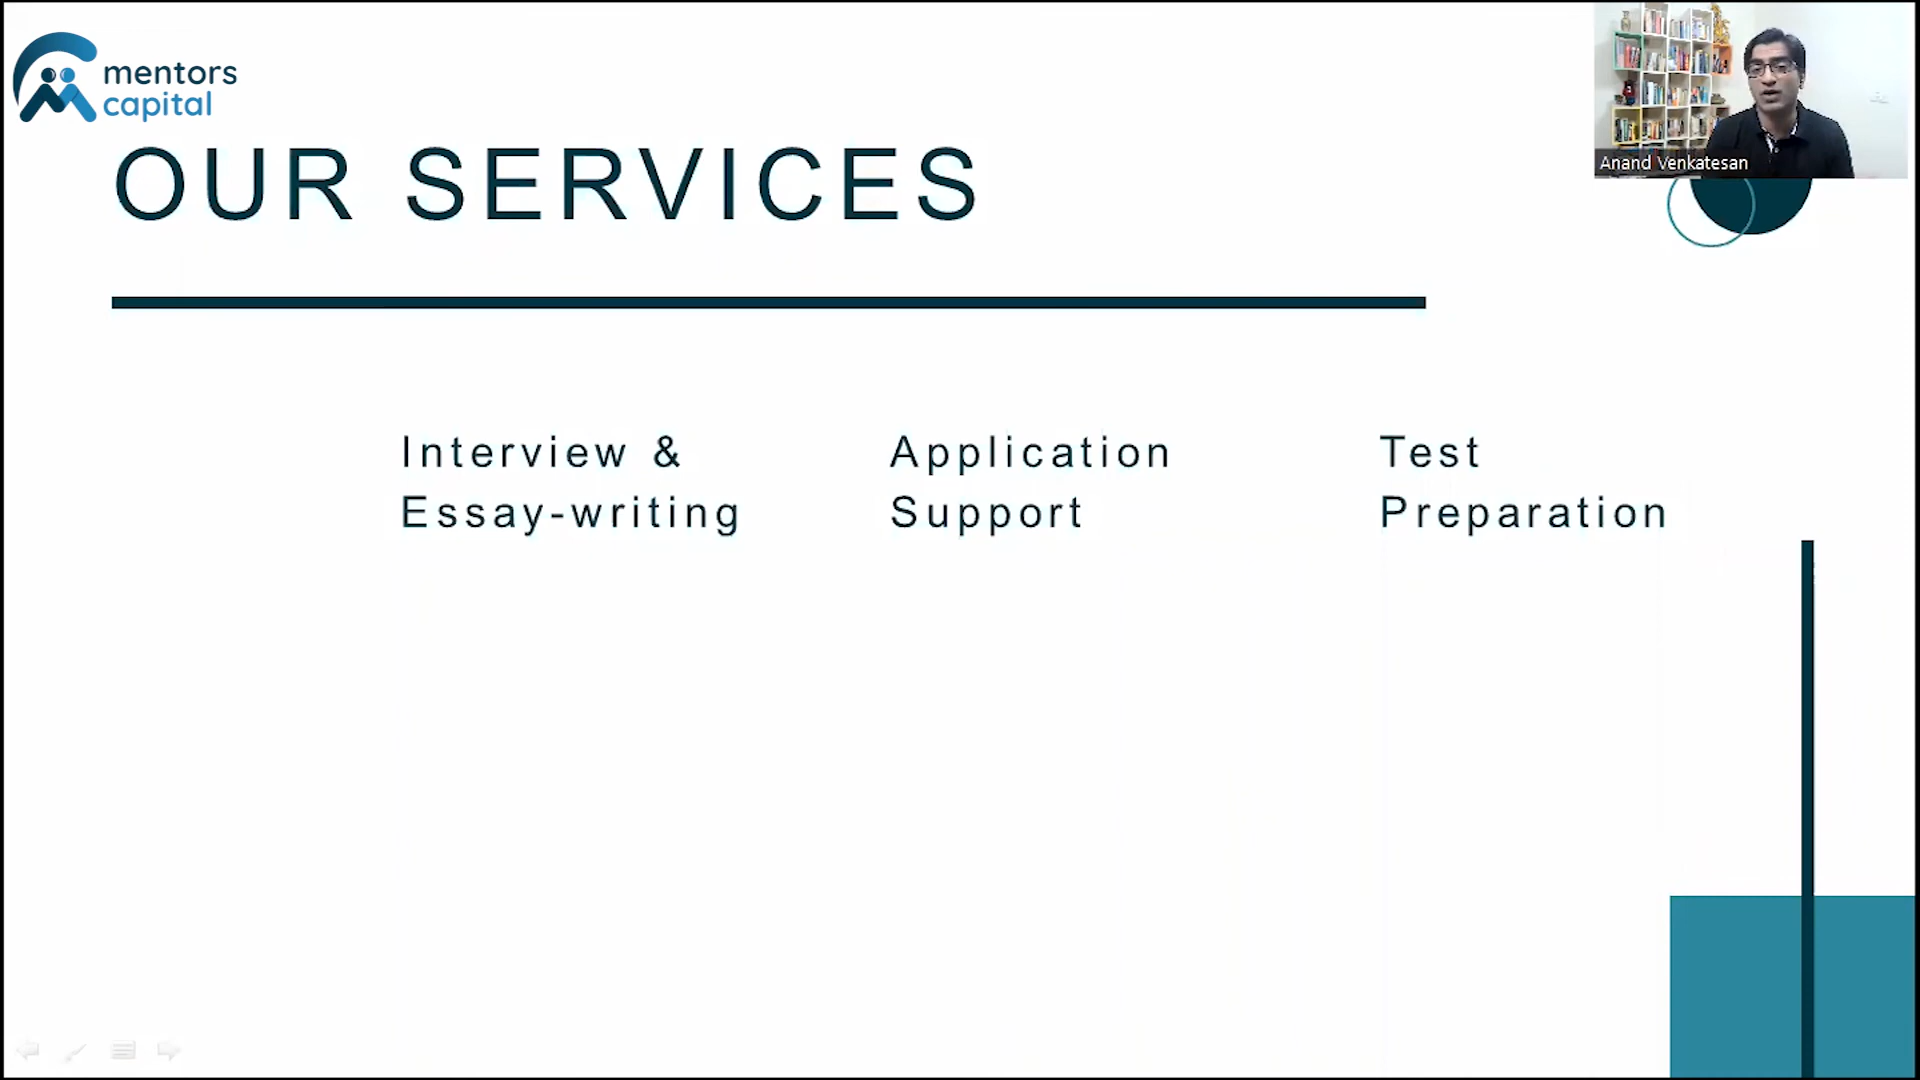 mentors
capital
Anand Venkatesan
OUR SERVICES
Interview &
Essay-writing
Application
Support
Test
Preparation